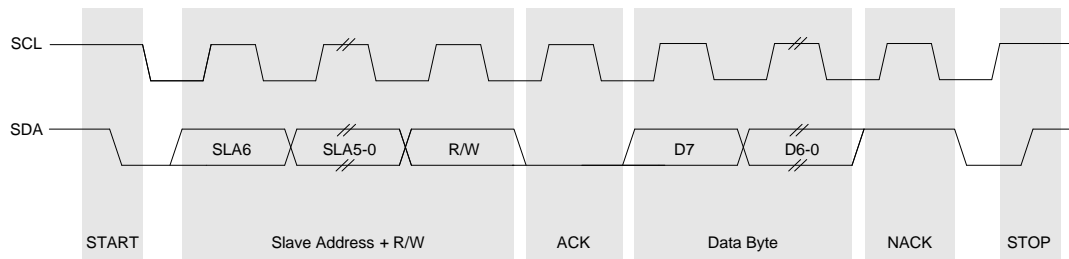 SCL
SDA
SLA6 SLA5-0 R/W D7 D6-0
START Slave Address + R/W ACK Data Byte NACK STOP